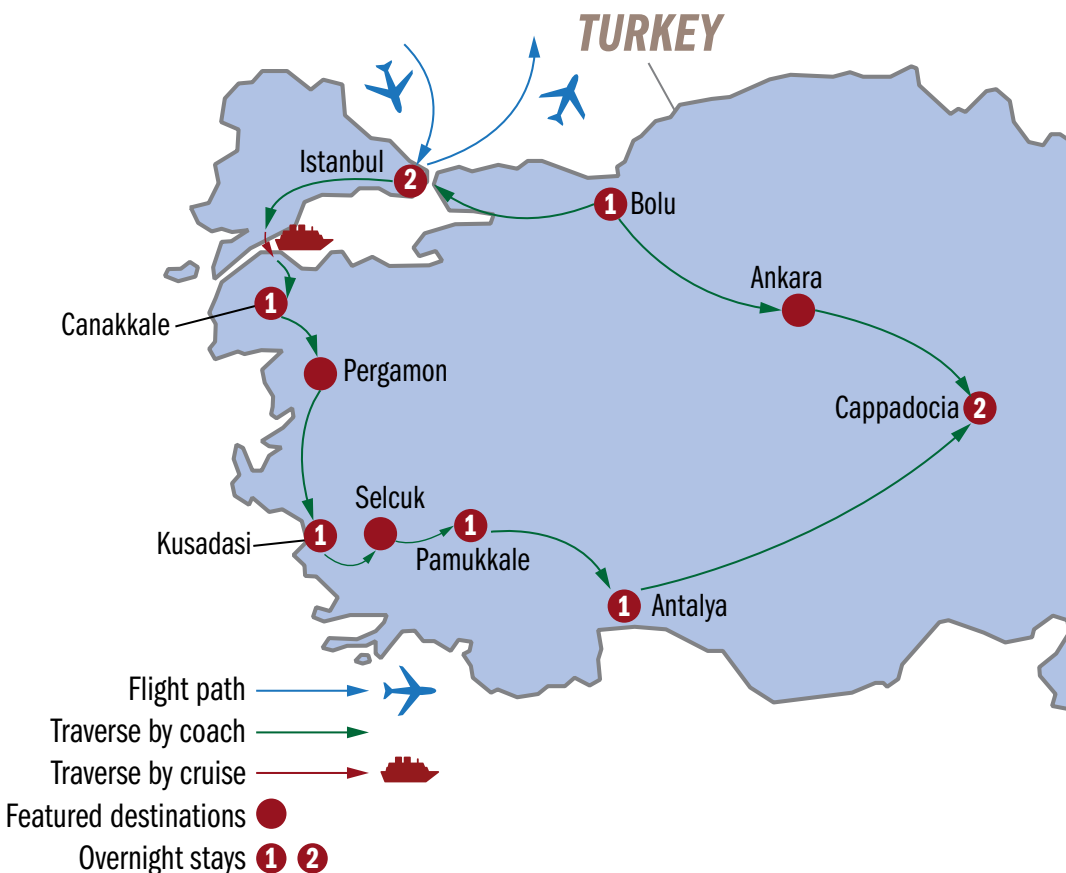 TURKEY
Istanbul
2
1
Bolu
Ankara
1
Canakkale
Pergamon
Cappadocia
2
Selcuk
1
1
Kusadasi
Pamukkale
1
Antalya
Flight path
Traverse by coach
Traverse by cruise
Featured destinations
Overnight stays 1 2